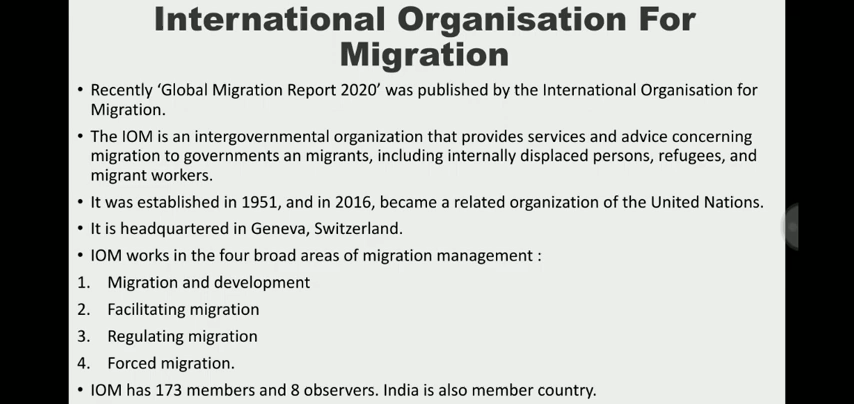 International Organisation For
Migration
• Recently ‘Global Migration Report 2020’ was published by the International Organisation for
Migration.
• The IOM is an intergovernmental organization that provides services and advice concerning
migration to governments an migrants, including internally displaced persons, refugees, and
migrant workers.
• It was established in 1951, and in 2016, became a related organization of the United Nations.
• It is headquartered in Geneva, Switzerland.
• IOM works in the four broad areas of migration management :
1. Migration and development
2. Facilitating migration
3. Regulating migration
4. Forced migration.
• IOM has 173 members and 8 observers. India is also member country.